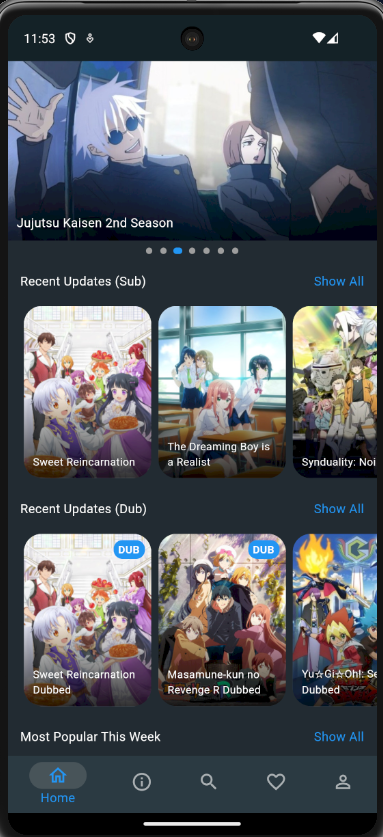 11:53
Jujutsu Kaisen 2nd Season
Recent Updates (Sub)
Show All
Sweet Reincarnation
The Dreaming Boy is
a Realist
Synduality: Noi
Recent Updates (Dub)
Show All
DUB
DUB
Sweet Reincarnation
Dubbed
Masamune-kun no
Revenge R Dubbed
Yu☆Gi☆Oh!: Se
Dubbed
Most Popular This Week
Show All
Home